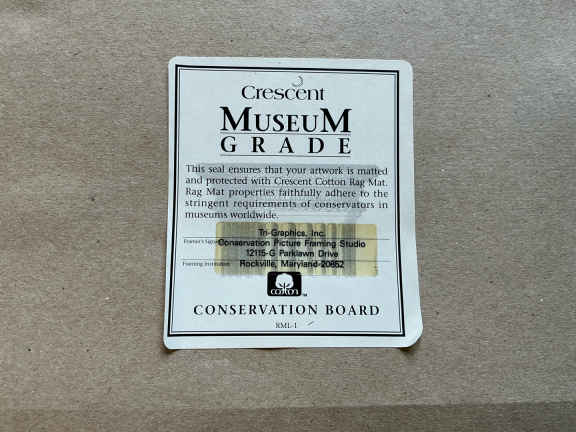 Crescent
MUSEUM
GRADE
This seal ensures that your artwork is matted
and protected with Crescent Cotton Rag Mat.
Rag Mat properties faithfully adhere to the
stringent requirements of conservators in
museums worldwide.
Tri-Graphics, Inc.
Framer's Signature Conservation Picture Framing Studio
12115-G Parklawn Drive
Framing Institution Rockville, Maryland 20852
COTTON TM
CONSERVATION BOARD
RML-1